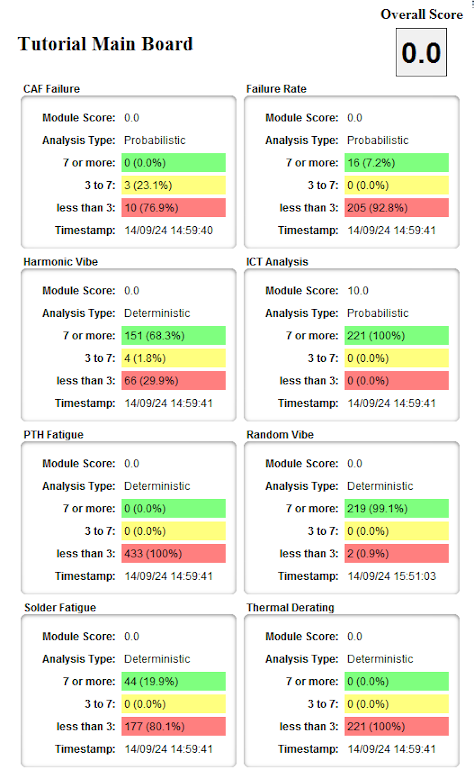 Overall Score
Tutorial Main Board
0.0
CAF Failure
Module Score: 0.0
Analysis Type: Probabilistic
7 or more: 0 (0.0%)
3 to 7: 3 (23.1%)
less than 3: 10 (76.9%)
Timestamp: 14/09/24 14:59:40
Failure Rate
Module Score: 0.0
Analysis Type: Probabilistic
7 or more: 16 (7.2%)
3 to 7: 0 (0.0%)
less than 3: 205 (92.8%)
Timestamp: 14/09/24 14:59:41
Harmonic Vibe
Module Score: 0.0
Analysis Type: Deterministic
7 or more: 151 (68.3%)
3 to 7: 4 (1.8%)
less than 3: 66 (29.9%)
Timestamp: 14/09/24 14:59:41
ICT Analysis
Module Score: 10.0
Analysis Type: Probabilistic
7 or more: 221 (100%)
3 to 7: 0 (0.0%)
less than 3: 0 (0.0%)
Timestamp: 14/09/24 14:59:41
PTH Fatigue
Module Score: 0.0
Analysis Type: Deterministic
7 or more: 0 (0.0%)
3 to 7: 0 (0.0%)
less than 3: 433 (100%)
Timestamp: 14/09/24 14:59:41
Random Vibe
Module Score: 0.0
Analysis Type: Deterministic
7 or more: 219 (99.1%)
3 to 7: 0 (0.0%)
less than 3: 2 (0.9%)
Timestamp: 14/09/24 15:51:03
Solder Fatigue
Module Score: 0.0
Analysis Type: Deterministic
7 or more: 44 (19.9%)
3 to 7: 0 (0.0%)
less than 3: 177 (80.1%)
Timestamp: 14/09/24 14:59:41
Thermal Derating
Module Score: 0.0
Analysis Type: Deterministic
7 or more: 0 (0.0%)
3 to 7: 0 (0.0%)
less than 3: 221 (100%)
Timestamp: 14/09/24 14:59:41